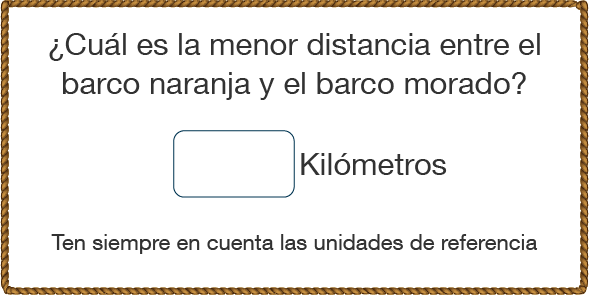 ¿Cuál es la menor distancia entre el
barco naranja y el barco morado?
Kilómetros
Ten siempre en cuenta las unidades de referencia